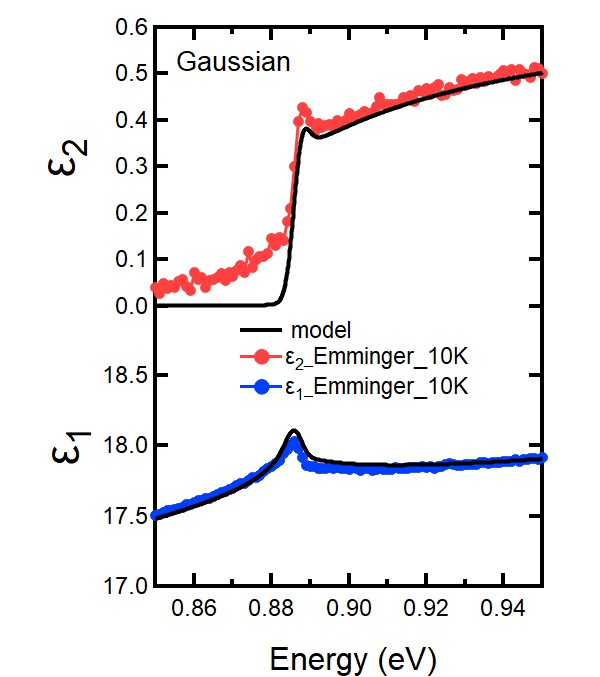 0.6
Gaussian
0.5
0.4
ε2
0.3
0.2
0.1
0.0
model
ε2_Emminger_10K
18.5
ε1_Emminger_10K
18.0
ε1
17.5
17.0
0.86 0.88 0.90 0.92 0.94
Energy (eV)